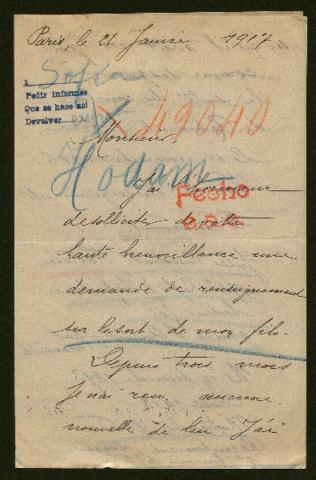 Paris, le 21 Janvier 1917
Sofía
Pedir informes
Que se hace así
Devolver
49040
Monsieur
Hodam
J'ai l'honneur
Fecho
de solliciter de votre
haute bienveillance une
demande de renseignement
sur le sort de mon fils.
Depuis trois mois
je n'ai reçu aucune
nouvelle de lui J'ai